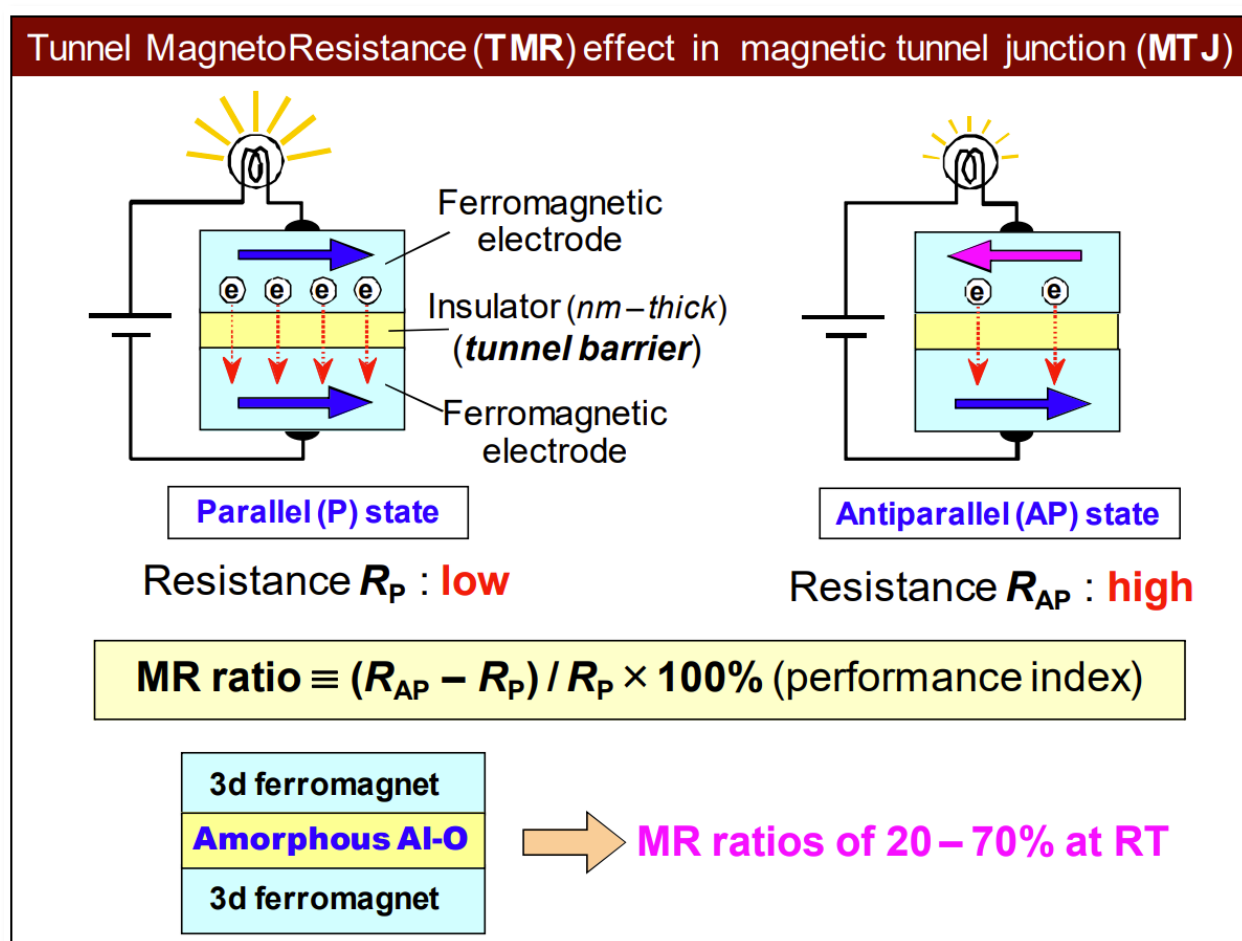 Tunnel MagnetoResistance (TMR) effect in magnetic tunnel junction (MTJ)
Ferromagnetic
electrode
e e e e
Insulator (nm–thick)
(tunnel barrier)
Ferromagnetic
electrode
Parallel (P) state
Resistance RP : low
e e
Antiparallel (AP) state
Resistance RAP : high
MR ratio ≡ (RAP – RP) / RP × 100% (performance index)
3d ferromagnet
Amorphous Al-O
3d ferromagnet
MR ratios of 20 – 70% at RT